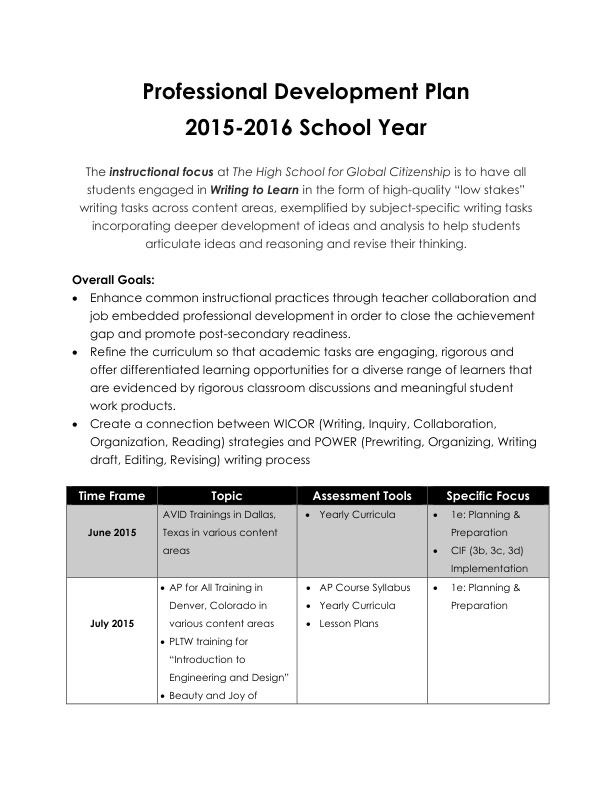 Professional Development Plan
2015-2016 School Year
The instructional focus at The High School for Global Citizenship is to have all
students engaged in Writing to Learn in the form of high-quality “low stakes”
writing tasks across content areas, exemplified by subject-specific writing tasks
incorporating deeper development of ideas and analysis to help students
articulate ideas and reasoning and revise their thinking.
Overall Goals:
• Enhance common instructional practices through teacher collaboration and
job embedded professional development in order to close the achievement
gap and promote post-secondary readiness.
• Refine the curriculum so that academic tasks are engaging, rigorous and
offer differentiated learning opportunities for a diverse range of learners that
are evidenced by rigorous classroom discussions and meaningful student
work products.
• Create a connection between WICOR (Writing, Inquiry, Collaboration,
Organization, Reading) strategies and POWER (Prewriting, Organizing, Writing
draft, Editing, Revising) writing process
Time Frame
Topic
Assessment Tools
Specific Focus
June 2015
AVID Trainings in Dallas,
Texas in various content
areas
• Yearly Curricula
• 1e: Planning &
Preparation
• CIF (3b, 3c, 3d)
Implementation
July 2015
• AP for All Training in
Denver, Colorado in
various content areas
• PLTW training for
“Introduction to
Engineering and Design”
• Beauty and Joy of
• AP Course Syllabus
• Yearly Curricula
• Lesson Plans
• 1e: Planning &
Preparation